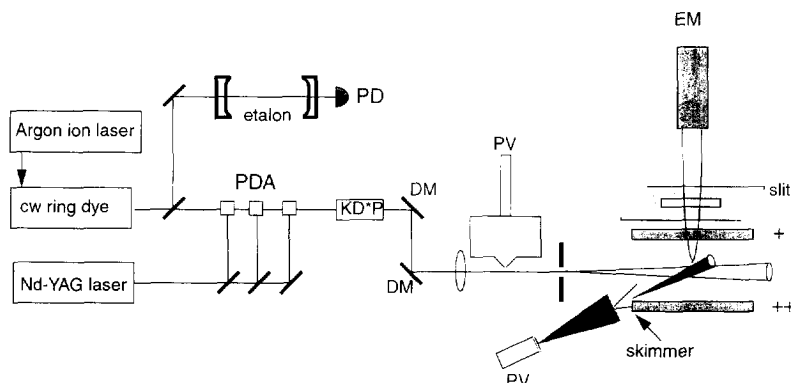 EM
PD
etalon
Argon ion laser
PV
slit
PDA
DM
cw ring dye
KD*P
+
Nd-YAG laser
DM
++
skimmer
PV